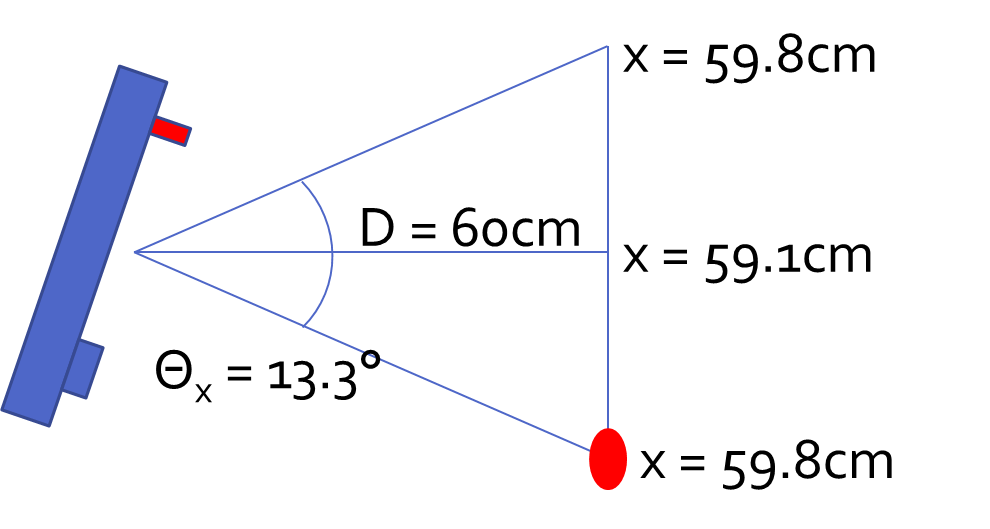 x = 59.8cm
D = 60cm
x = 59.1cm
Θx = 13.3°
x = 59.8cm